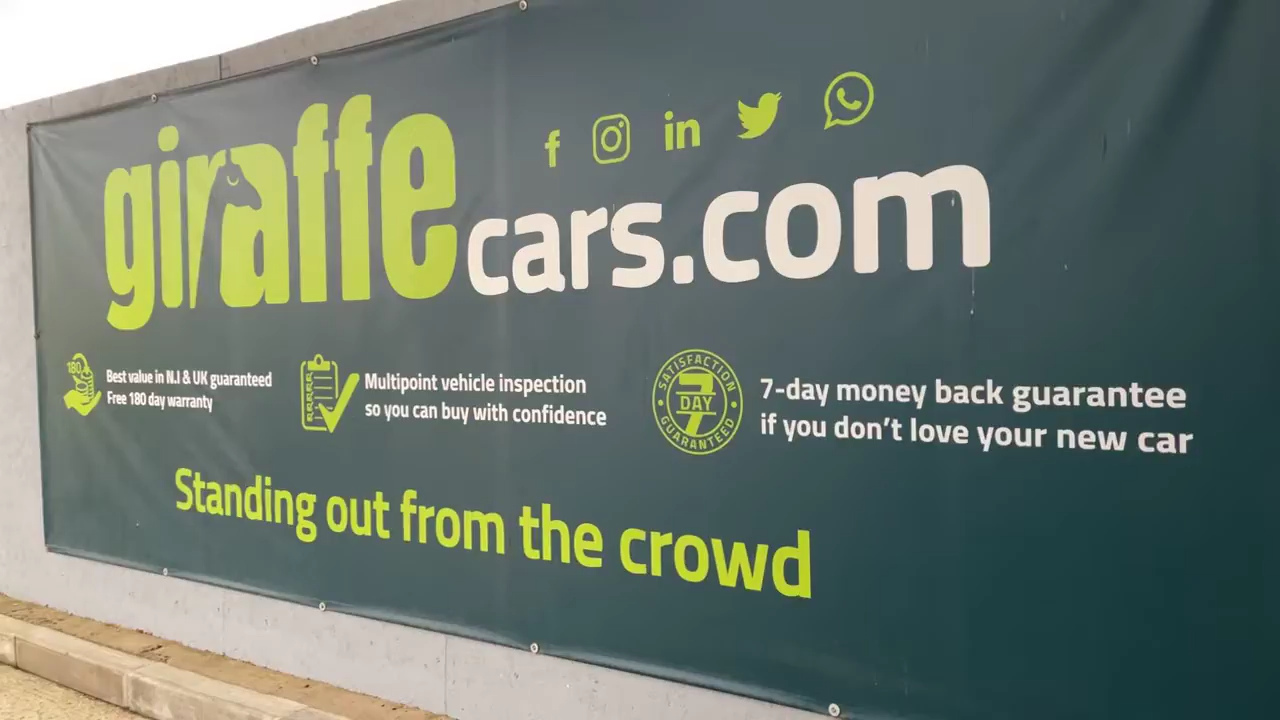 giraffecars.com
f in
180
Best value in N.I & UK guaranteed
Free 180 day warranty
Multipoint vehicle inspection
so you can buy with confidence
SATISFACTION
7
DAY
GUARANTEED
7-day money back guarantee
if you don't love your new car
Standing out from the crowd